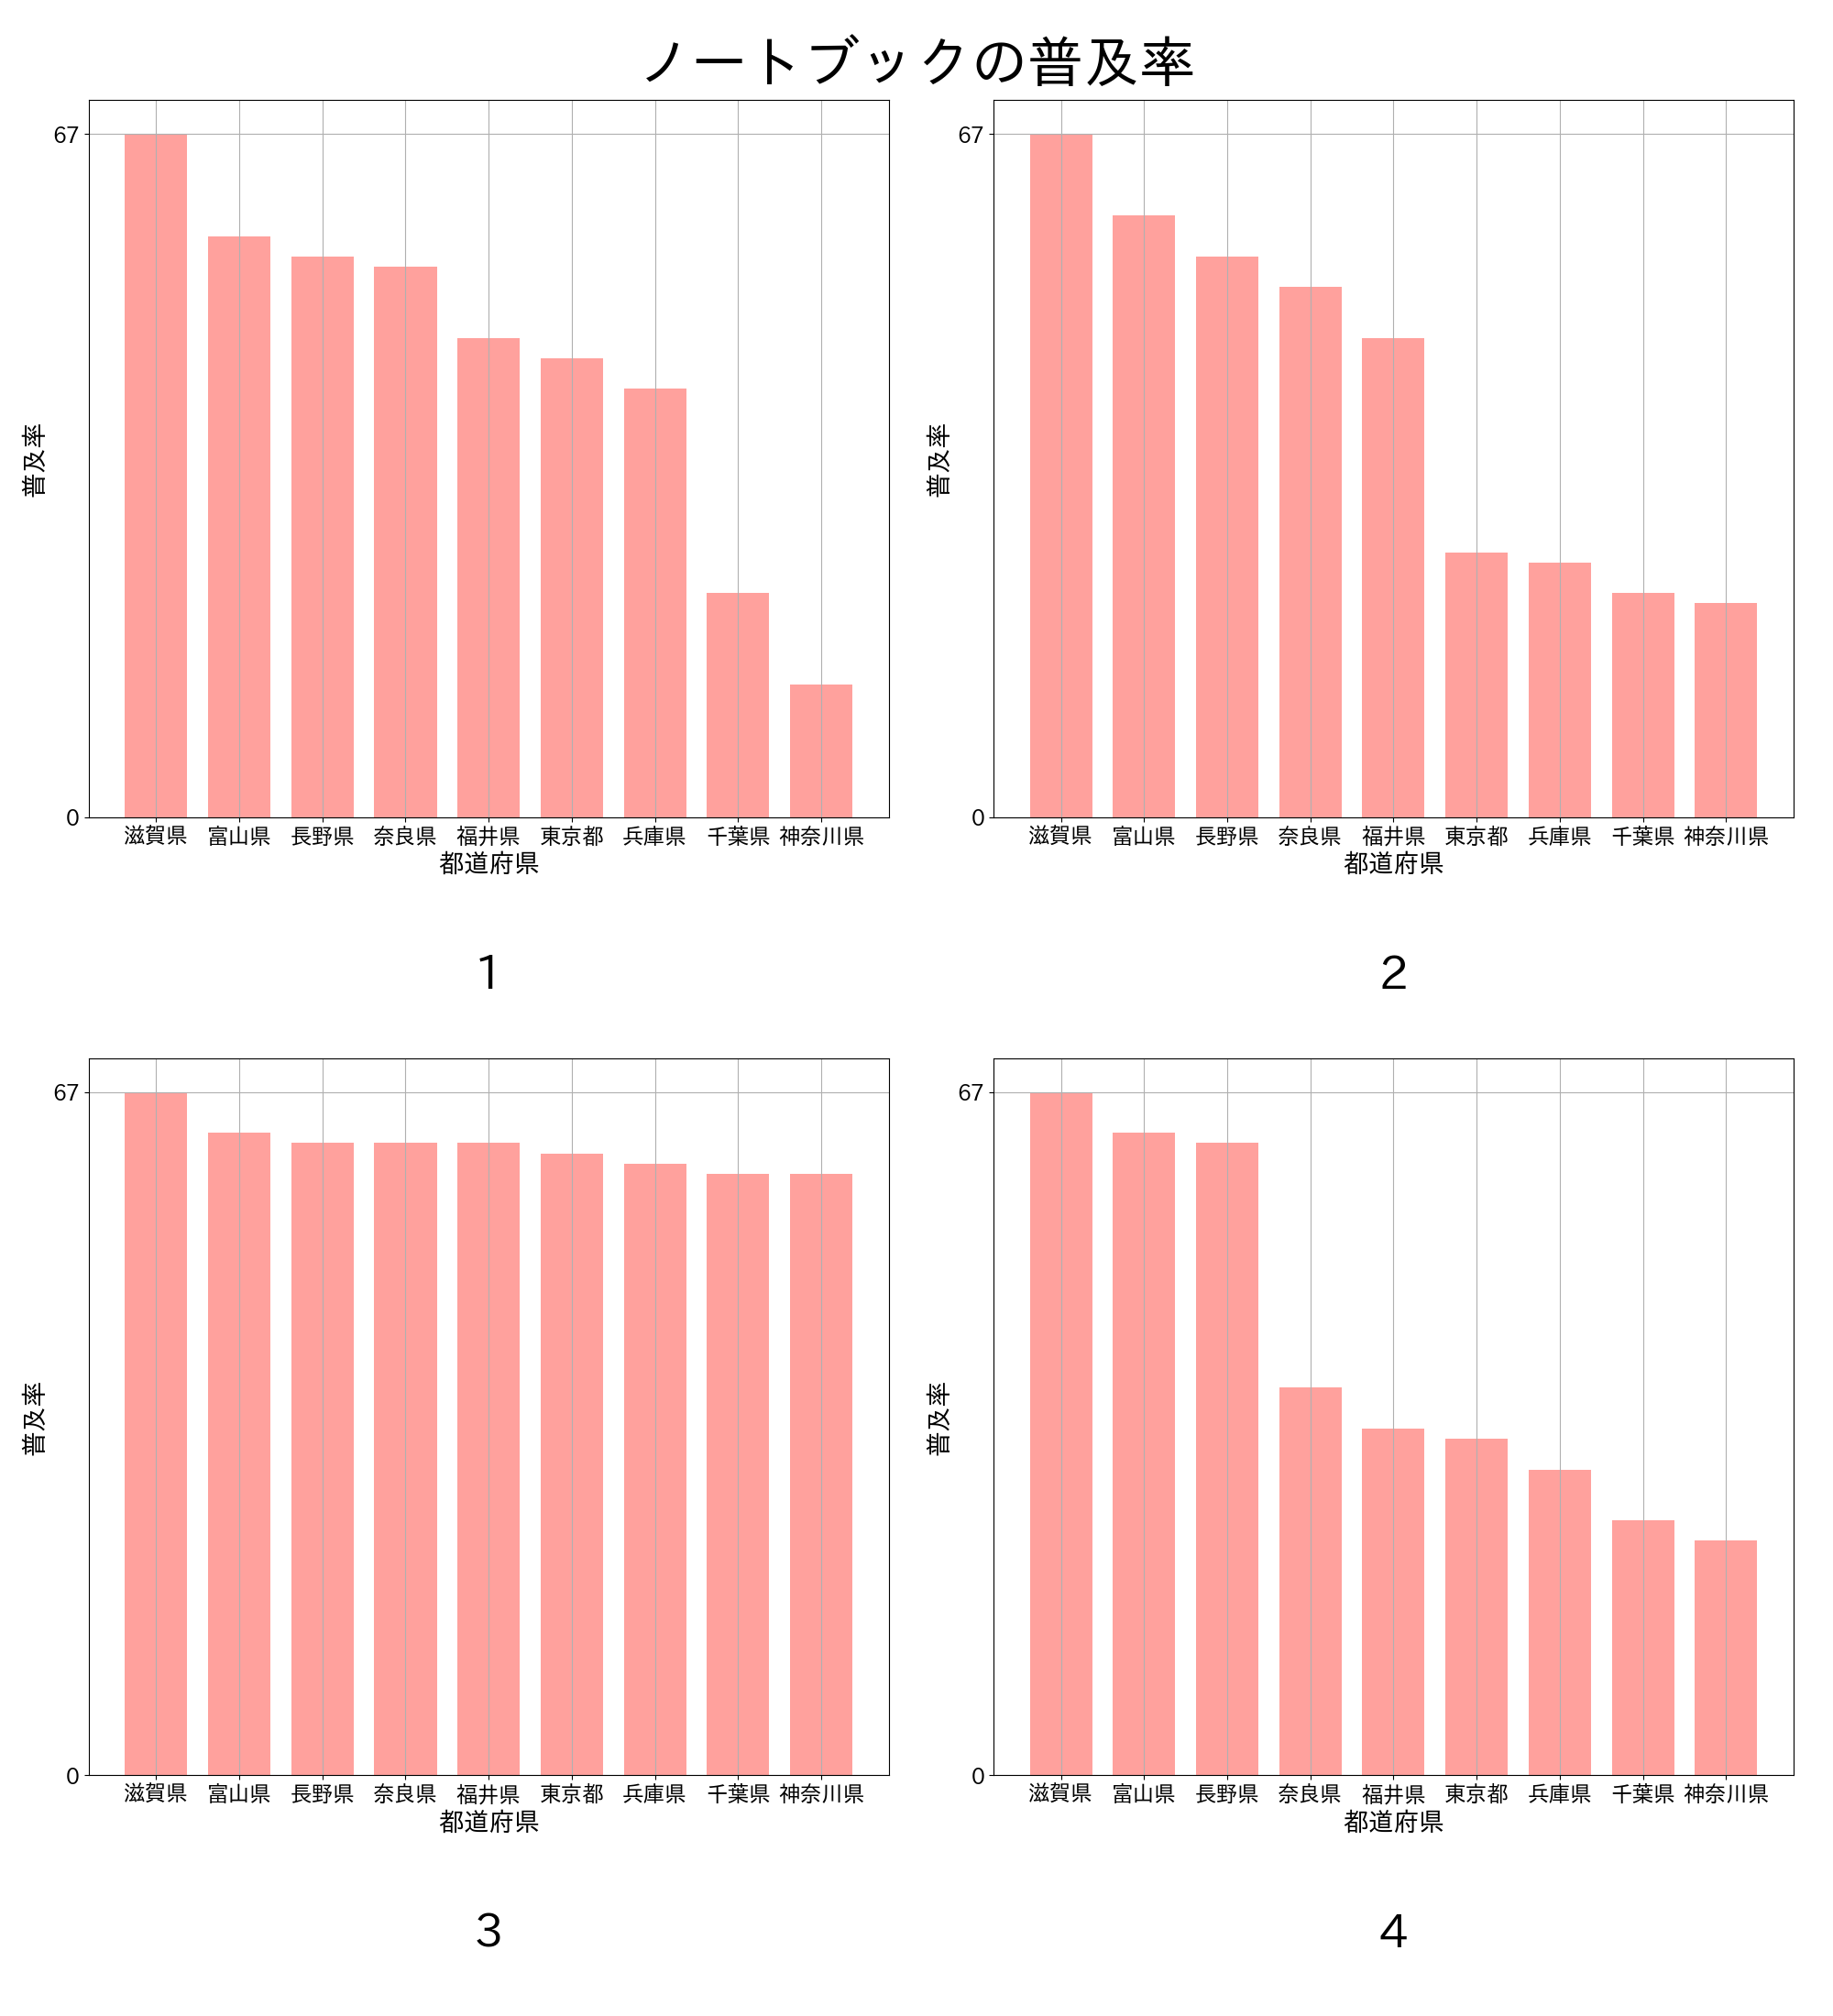 ノートブックの普及率
67
普及率
0
滋賀県 富山県 長野県 奈良県 福井県 東京都 兵庫県 千葉県 神奈川県
都道府県
1
67
普及率
0
滋賀県 富山県 長野県 奈良県 福井県 東京都 兵庫県 千葉県 神奈川県
都道府県
2
67
普及率
0
滋賀県 富山県 長野県 奈良県 福井県 東京都 兵庫県 千葉県 神奈川県
都道府県
3
67
普及率
0
滋賀県 富山県 長野県 奈良県 福井県 東京都 兵庫県 千葉県 神奈川県
都道府県
4